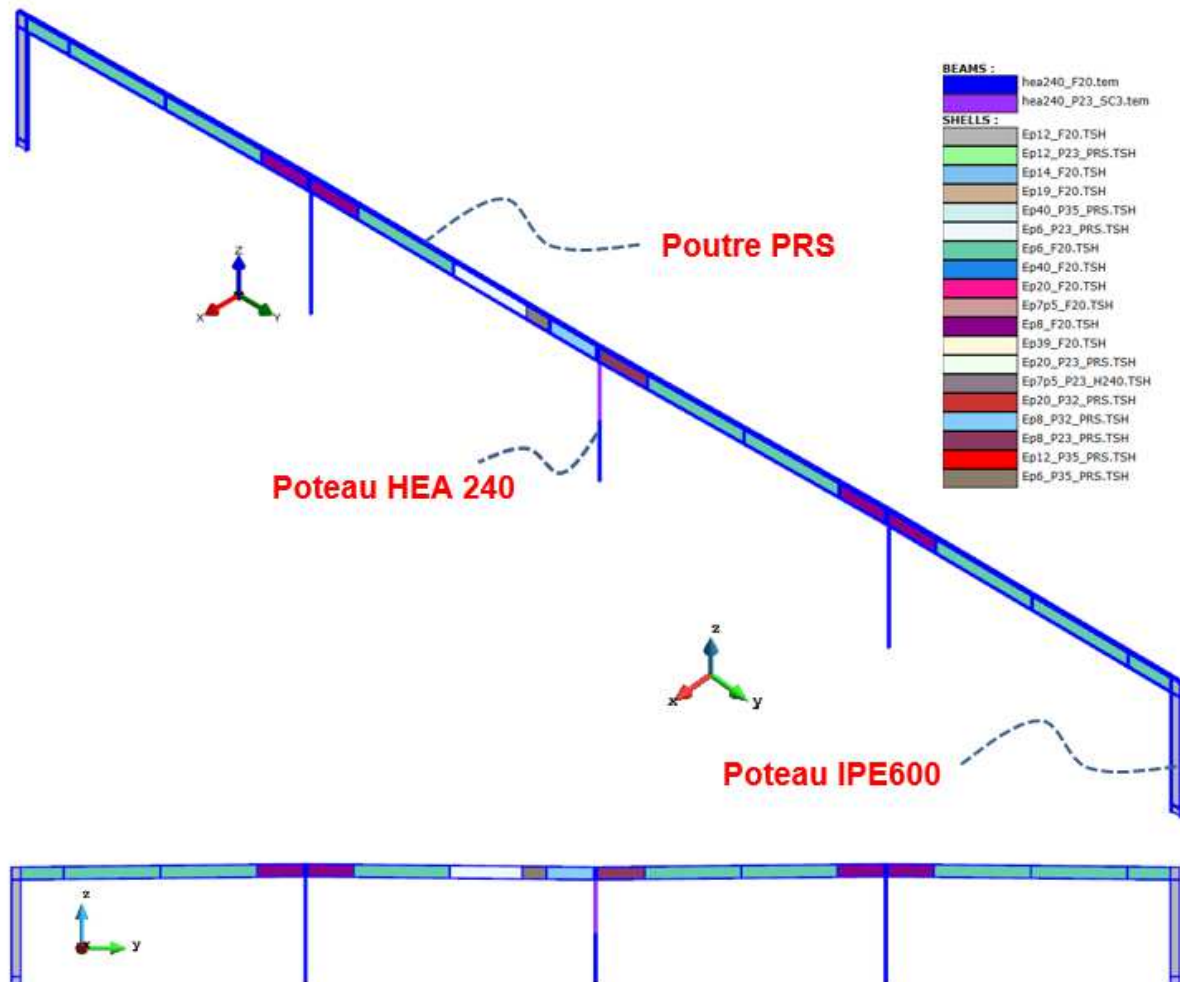 BEAMS :
hea240_F20.tem
hea240_P23_SC3.tem
SHELLS :
Ep12_F20.TSH
Ep12_P23_PRS.TSH
Ep14_F20.TSH
Ep19_F20.TSH
Ep40_P35_PRS.TSH
Ep6_P23_PRS.TSH
Ep6_F20.TSH
Ep40_F20.TSH
Ep20_F20.TSH
Ep7p5_F20.TSH
Ep8_F20.TSH
Ep39_F20.TSH
Ep20_P23_PRS.TSH
Ep7p5_P23_H240.TSH
Ep20_P32_PRS.TSH
Ep8_P32_PRS.TSH
Ep8_P23_PRS.TSH
Ep12_P35_PRS.TSH
Ep6_P35_PRS.TSH
Poutre PRS
Z
X
Y
Poteau HEA 240
z
x
y
Poteau IPE600
z
x
y